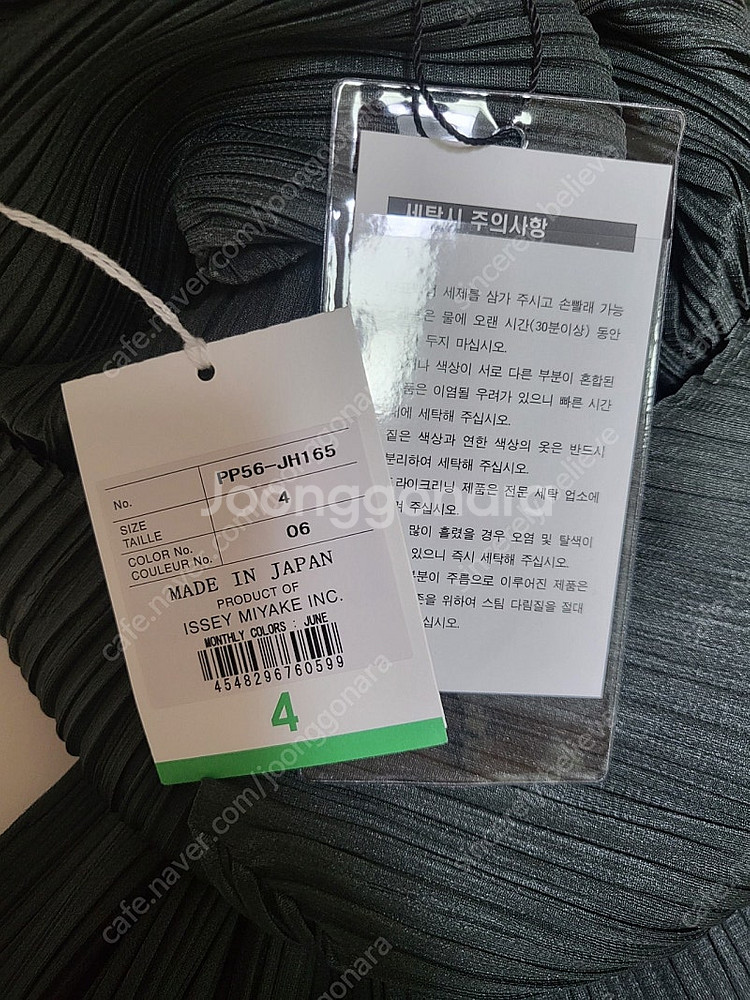 세탁시 주의사항
세제를 삼가 주시고 손빨래 가능
은 물에 오랜 시간(30분이상) 동안
두지 마십시오.
색상이 서로 다른 부분이 혼합된
품은 이염될 우려가 있으니 빠른 시간
내에 세탁해 주십시오.
짙은 색상과 연한 색상의 옷은 반드시
분리하여 세탁해 주십시오.
드라이크리닝 제품은 전문 세탁 업소에
주십시오.
많이 흘렸을 경우 오염 및 탈색이
있으니 즉시 세탁해 주십시오.
부분이 주름으로 이루어진 제품은
위하여 스팀 다림질을 절대
십시오.
No. PP56-JH165
SIZE
TAILLE 4
COLOR No.
COULEUR No. 06
MADE IN JAPAN
PRODUCT OF
ISSEY MIYAKE INC.
MONTHLY COLORS : JUNE
4548296760599
4
Joonggonara
cafe.naver.com/joonggonara
sincerelybelieve